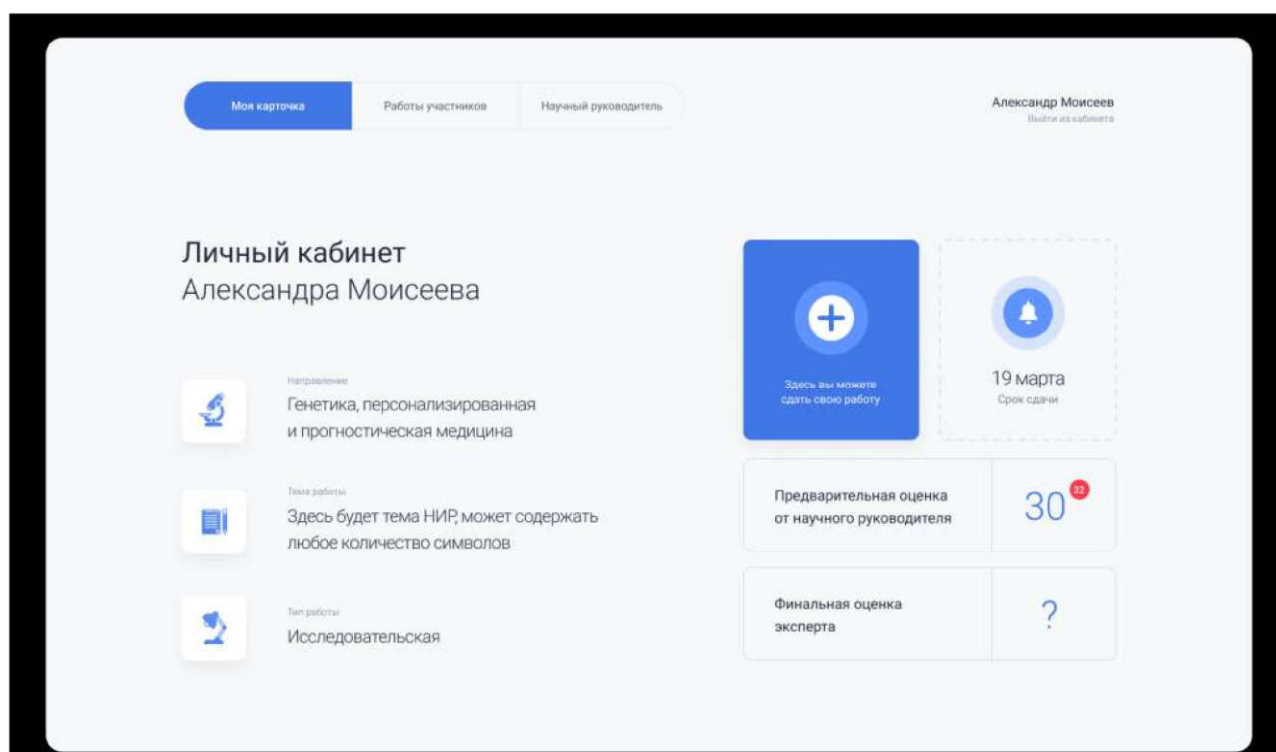 Моя карточка
Работы участников
Научный руководитель
Александр Моисеев
Выйти из кабинета
Личный кабинет
Александра Моисеева
Направление
Генетика, персонализированная
и прогностическая медицина
Тема работы
Здесь будет тема НИР, может содержать
любое количество символов
Тип работы
Исследовательская
Здесь вы можете
сдать свою работу
19 марта
Срок сдачи
Предварительная оценка
от научного руководителя
30
32
Финальная оценка
эксперта
?